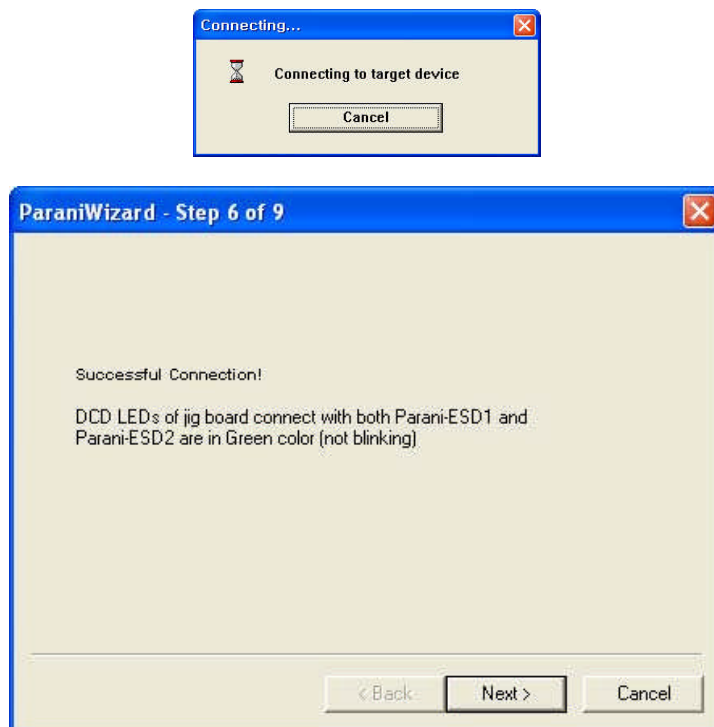 Connecting...
Connecting to target device
Cancel
ParaniWizard - Step 6 of 9
Successful Connection!
DCD LEDs of jig board connect with both Parani-ESD1 and
Parani-ESD2 are in Green color (not blinking)
< Back
Next >
Cancel